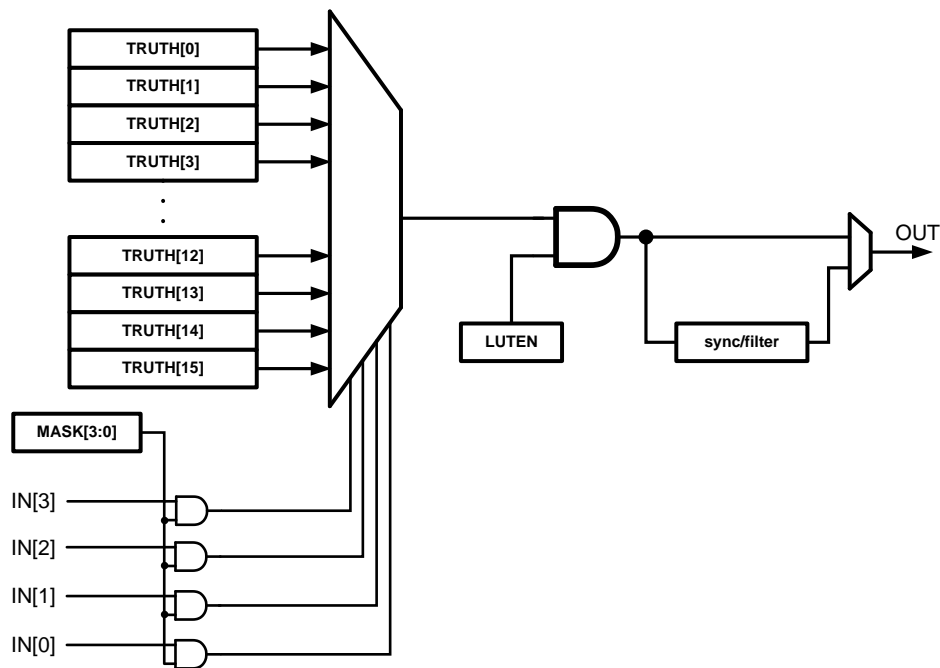 TRUTH[0]
TRUTH[1]
TRUTH[2]
TRUTH[3]
TRUTH[12]
TRUTH[13]
TRUTH[14]
TRUTH[15]
LUTEN
sync/filter
OUT
MASK[3:0]
IN[3]
IN[2]
IN[1]
IN[0]